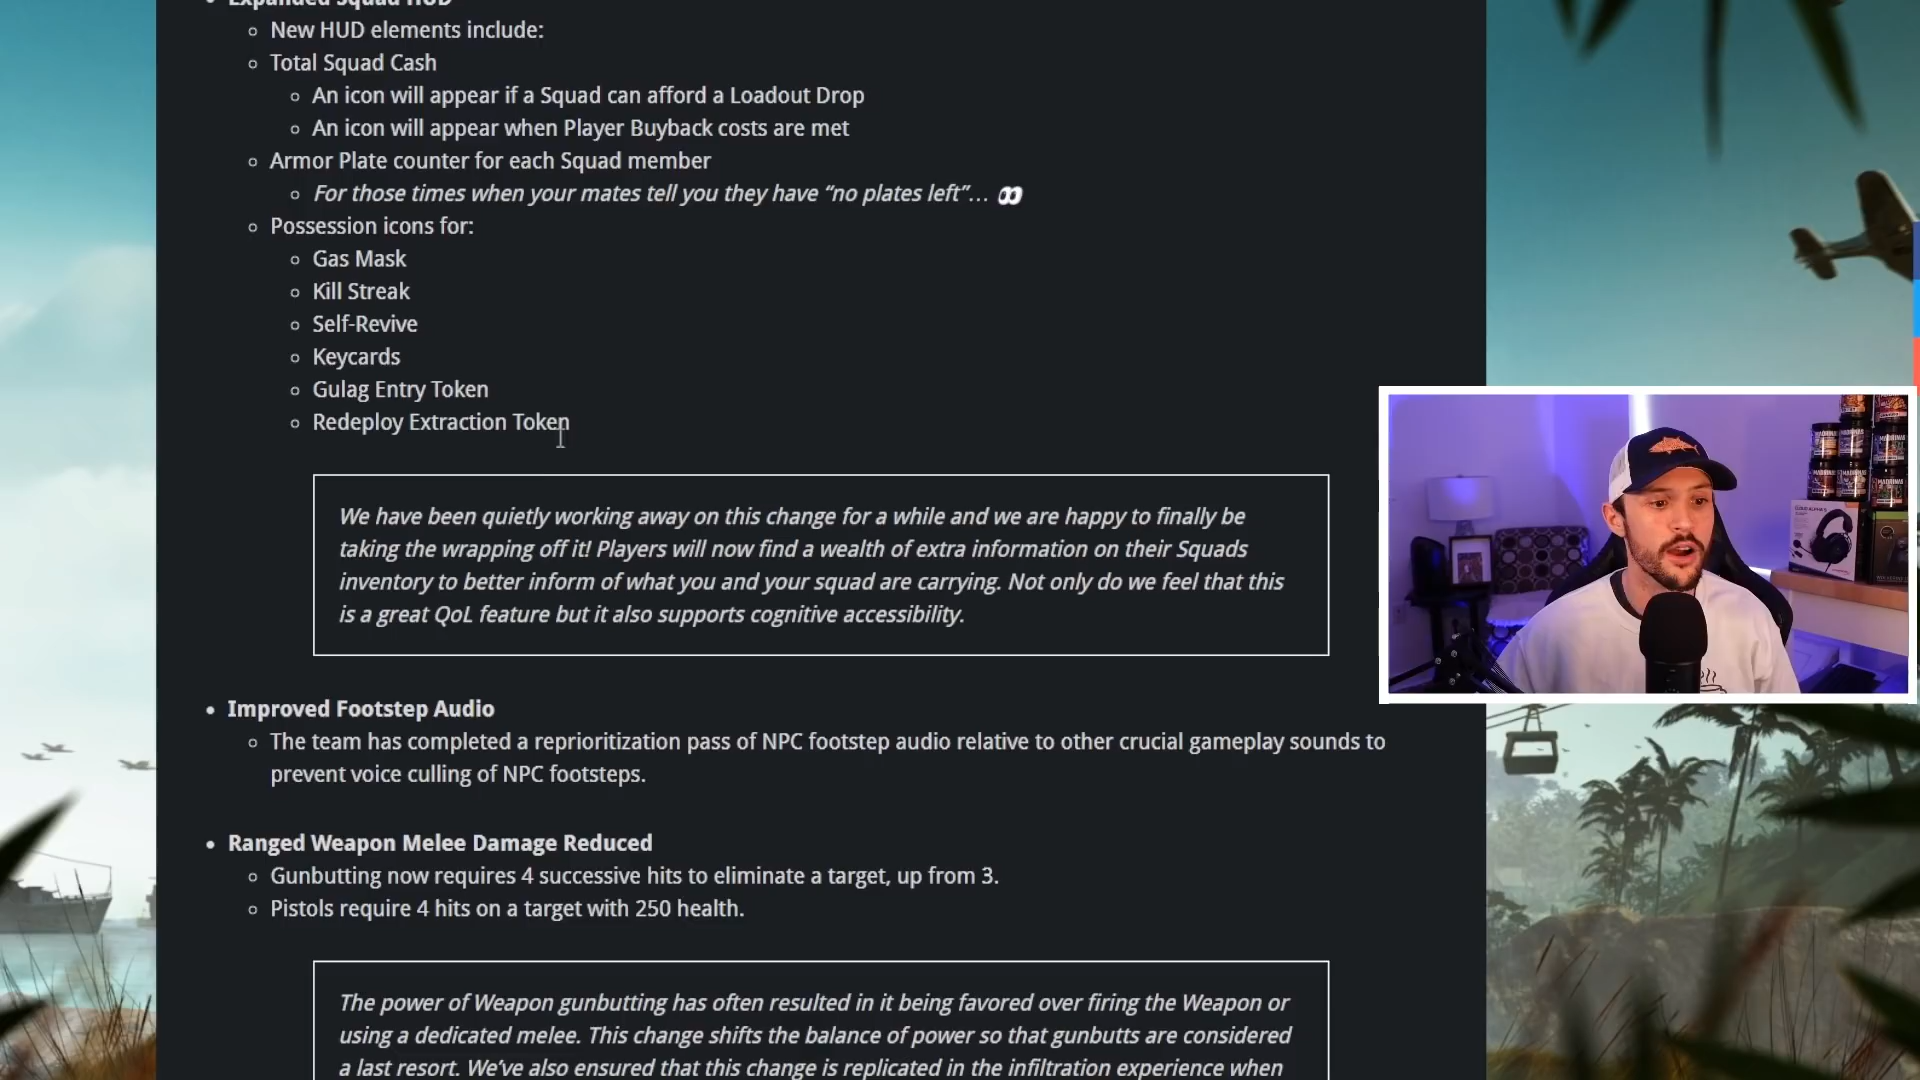 Expanded Squad HUD
New HUD elements include:
Total Squad Cash
An icon will appear if a Squad can afford a Loadout Drop
An icon will appear when Player Buyback costs are met
Armor Plate counter for each Squad member
For those times when your mates tell you they have “no plates left”… 👀
Possession icons for:
Gas Mask
Kill Streak
Self-Revive
Keycards
Gulag Entry Token
Redeploy Extraction Token
We have been quietly working away on this change for a while and we are happy to finally be
taking the wrapping off it! Players will now find a wealth of extra information on their Squads
inventory to better inform of what you and your squad are carrying. Not only do we feel that this
is a great QoL feature but it also supports cognitive accessibility.
Improved Footstep Audio
The team has completed a reprioritization pass of NPC footstep audio relative to other crucial gameplay sounds to
prevent voice culling of NPC footsteps.
Ranged Weapon Melee Damage Reduced
Gunbutting now requires 4 successive hits to eliminate a target, up from 3.
Pistols require 4 hits on a target with 250 health.
The power of Weapon gunbutting has often resulted in it being favored over firing the Weapon or
using a dedicated melee. This change shifts the balance of power so that gunbutts are considered
a last resort. We’ve also ensured that this change is replicated in the infiltration experience when
MADRINAS